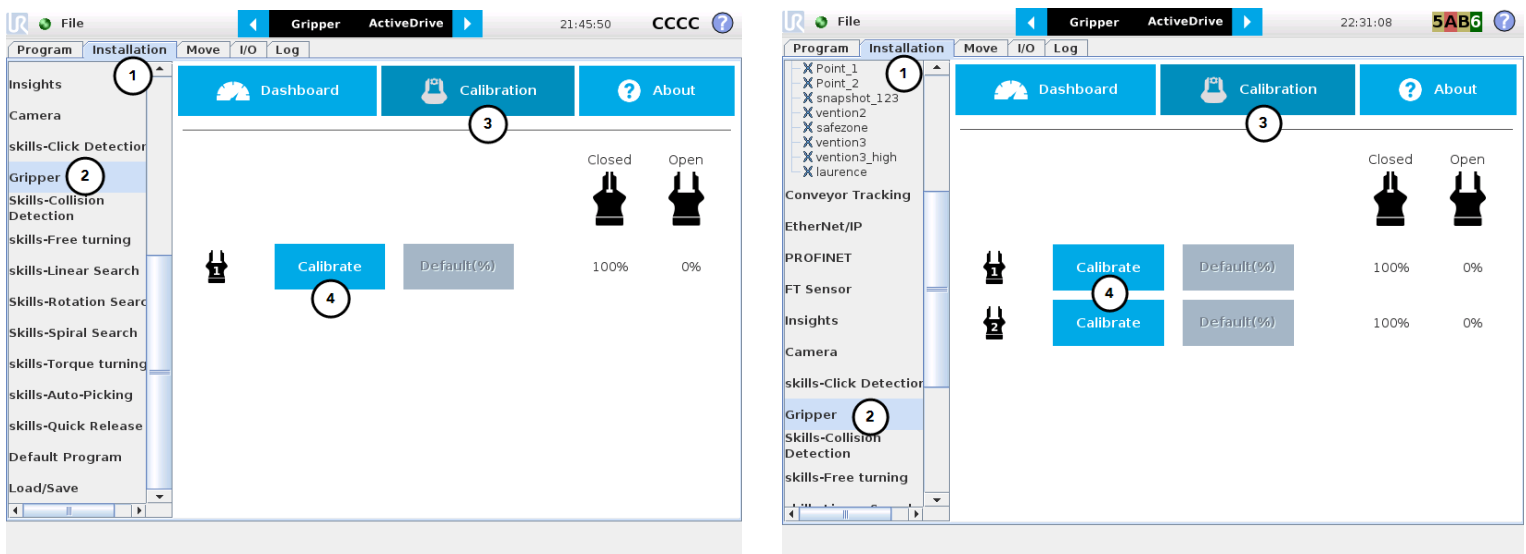 UR File Gripper ActiveDrive 21:45:50 CCCC ?
Program Installation Move I/O Log
1
Insights
Camera
skills-Click Detection
Gripper 2
Skills-Collision
Detection
skills-Free turning
skills-Linear Search
Skills-Rotation Searc
Skills-Spiral Search
skills-Torque turning
skills-Auto-Picking
skills-Quick Release
Default Program
Load/Save
Dashboard Calibration ? About
3
Closed Open
1 Calibrate Default(%) 100% 0%
4
UR File Gripper ActiveDrive 22:31:08 5AB6 ?
Program Installation Move I/O Log
1
Point_1
Point_2
snapshot_123
vention2
safezone
vention3
vention3_high
laurence
Conveyor Tracking
EtherNet/IP
PROFINET
FT Sensor
Insights
Camera
skills-Click Detection
Gripper 2
Skills-Collision
Detection
skills-Free turning
Dashboard Calibration ? About
3
Closed Open
1 Calibrate Default(%) 100% 0%
4
2 Calibrate Default(%) 100% 0%